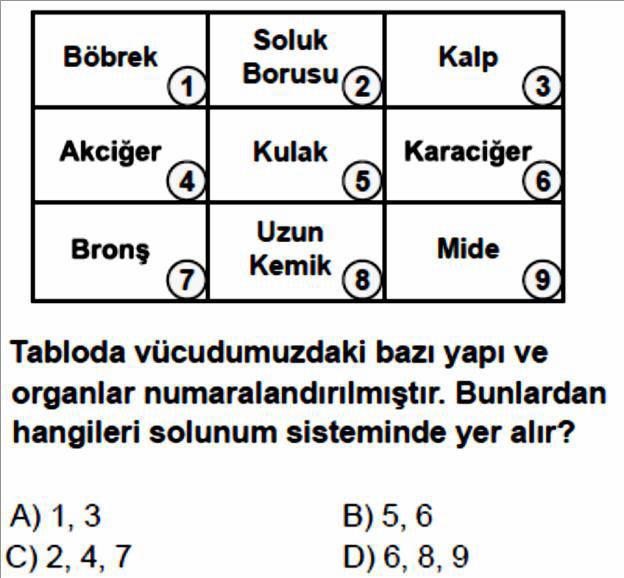 Böbrek
1
Soluk
Borusu
2
Kalp
3
Akciğer
4
Kulak
5
Karaciğer
6
Bronş
7
Uzun
Kemik
8
Mide
9
Tabloda vücudumuzdaki bazı yapı ve
organlar numaralandırılmıştır. Bunlardan
hangileri solunum sisteminde yer alır?
A) 1, 3
B) 5, 6
C) 2, 4, 7
D) 6, 8, 9